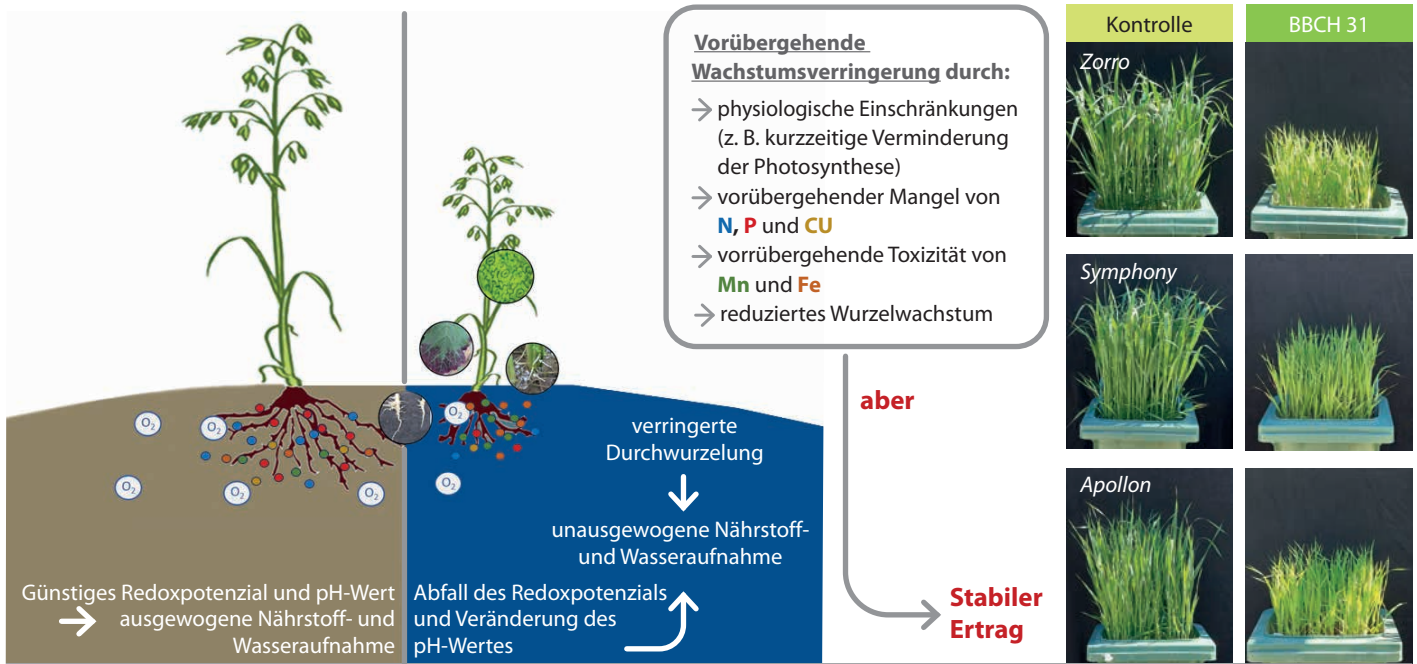 Vorübergehende
Wachstumsverringerung durch:
→ physiologische Einschränkungen
(z. B. kurzzeitige Verminderung
der Photosynthese)
→ vorübergehender Mangel von
N, P und CU
→ vorrübergehende Toxizität von
Mn und Fe
→ reduziertes Wurzelwachstum
aber
Stabiler
Ertrag
O₂
O₂
O₂
O₂
O₂
O₂
O₂
verringerte
Durchwurzelung
unausgewogene Nährstoff-
und Wasseraufnahme
Günstiges Redoxpotenzial und pH-Wert
→ ausgewogene Nährstoff- und
Wasseraufnahme
Abfall des Redoxpotenzials
und Veränderung des
pH-Wertes
Kontrolle
BBCH 31
Zorro
Symphony
Apollon